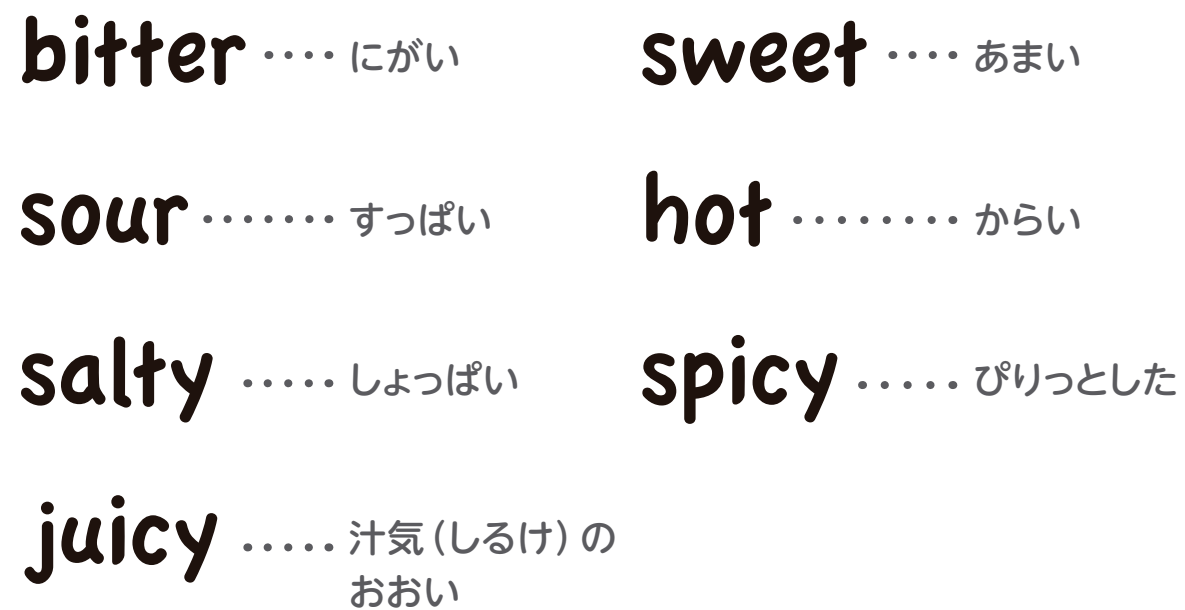 bitter ････ にがい
sweet ････ あまい
sour ･･･････ すっぱい
hot ････････ からい
salty ･････ しょっぱい
spicy ･････ ぴりっとした
juicy ･････ 汁気(しるけ)の
おおい